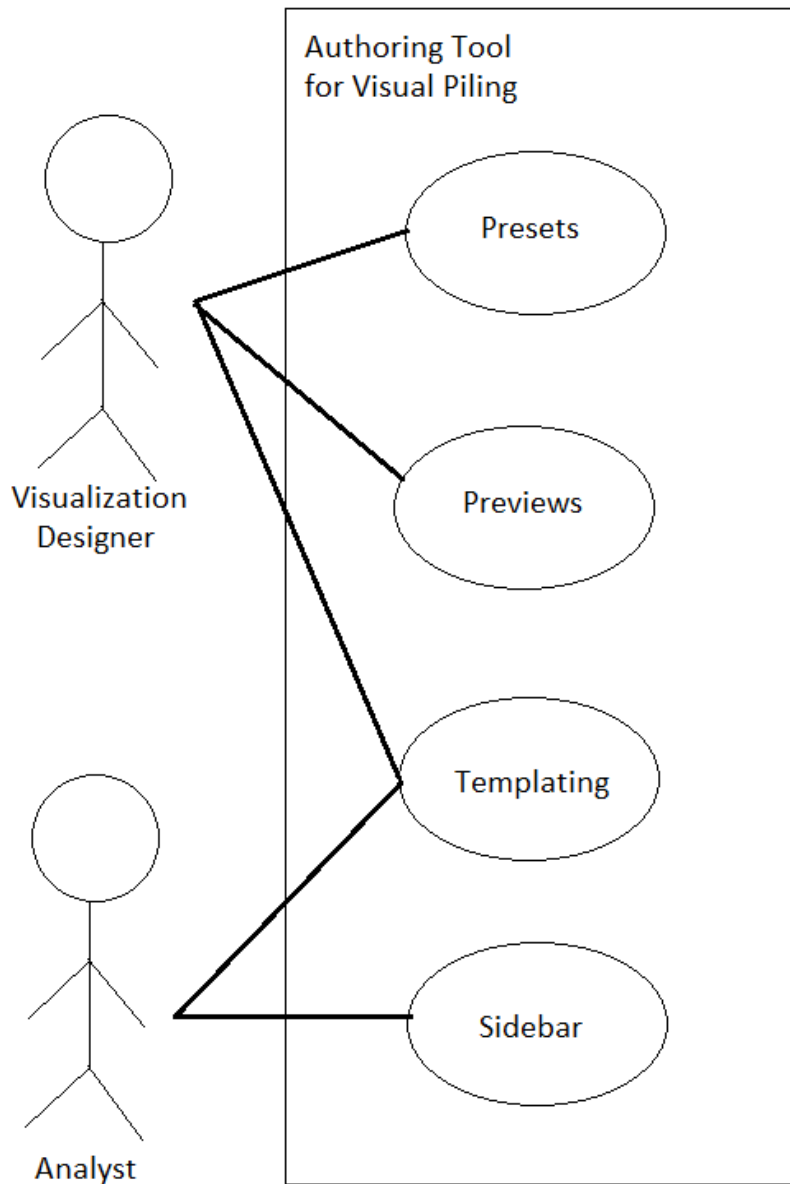 Authoring Tool
for Visual Piling
Presets
Visualization
Designer
Previews
Templating
Sidebar
Analyst